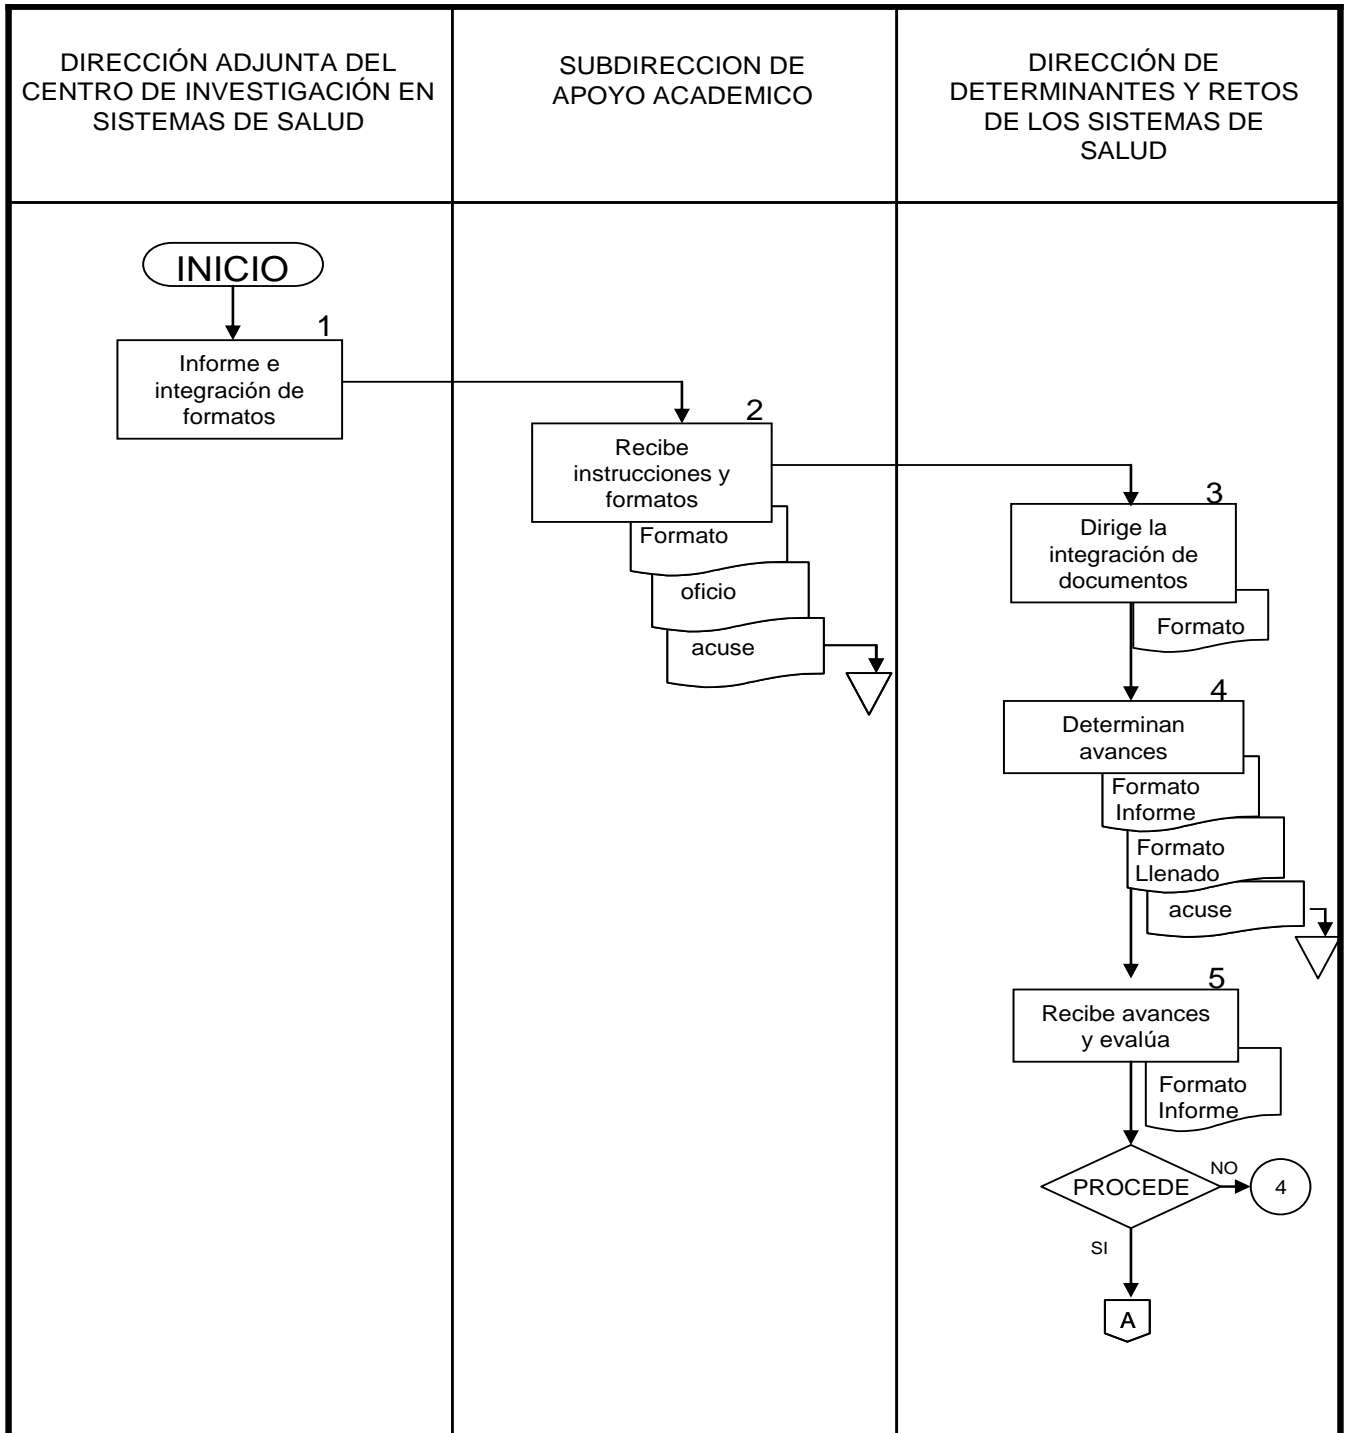 DIRECCIÓN ADJUNTA DEL
CENTRO DE INVESTIGACIÓN EN
SISTEMAS DE SALUD
SUBDIRECCION DE
APOYO ACADEMICO
DIRECCIÓN DE
DETERMINANTES Y RETOS
DE LOS SISTEMAS DE
SALUD
INICIO
1
Informe e
integración de
formatos
2
Recibe
instrucciones y
formatos
Formato
oficio
acuse
3
Dirige la
integración de
documentos
Formato
4
Determinan
avances
Formato
Informe
Formato
Llenado
acuse
5
Recibe avances
y evalúa
Formato
Informe
PROCEDE
NO
4
SI
A